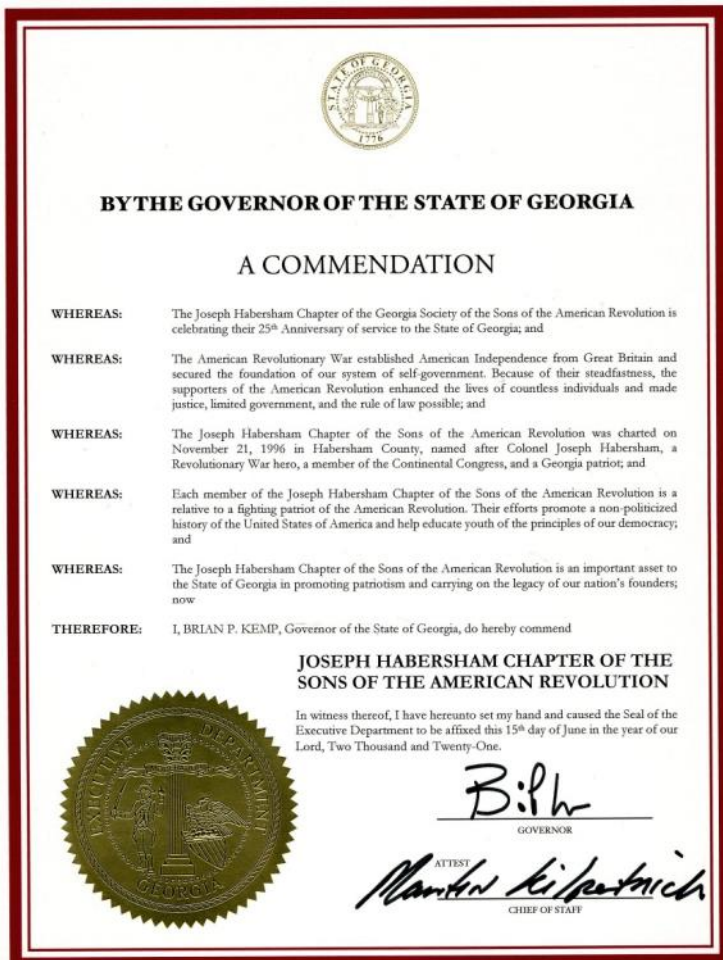 STATE OF GEORGIA
1776
BY THE GOVERNOR OF THE STATE OF GEORGIA
A COMMENDATION
WHEREAS: The Joseph Habersham Chapter of the Georgia Society of the Sons of the American Revolution is
celebrating their 25th Anniversary of service to the State of Georgia; and
WHEREAS: The American Revolutionary War established American Independence from Great Britain and
secured the foundation of our system of self-government. Because of their steadfastness, the
supporters of the American Revolution enhanced the lives of countless individuals and made
justice, limited government, and the rule of law possible; and
WHEREAS: The Joseph Habersham Chapter of the Sons of the American Revolution was charted on
November 21, 1996 in Habersham County, named after Colonel Joseph Habersham, a
Revolutionary War hero, a member of the Continental Congress, and a Georgia patriot; and
WHEREAS: Each member of the Joseph Habersham Chapter of the Sons of the American Revolution is a
relative to a fighting patriot of the American Revolution. Their efforts promote a non-politicized
history of the United States of America and help educate youth of the principles of our democracy;
and
WHEREAS: The Joseph Habersham Chapter of the Sons of the American Revolution is an important asset to
the State of Georgia in promoting patriotism and carrying on the legacy of our nation's founders;
now
THEREFORE: I, BRIAN P. KEMP, Governor of the State of Georgia, do hereby commend
JOSEPH HABERSHAM CHAPTER OF THE
SONS OF THE AMERICAN REVOLUTION
In witness thereof, I have hereunto set my hand and caused the Seal of the
Executive Department to be affixed this 15th day of June in the year of our
Lord, Two Thousand and Twenty-One.
GOVERNOR
ATTEST
CHIEF OF STAFF
EXECUTIVE DEPARTMENT
GEORGIA